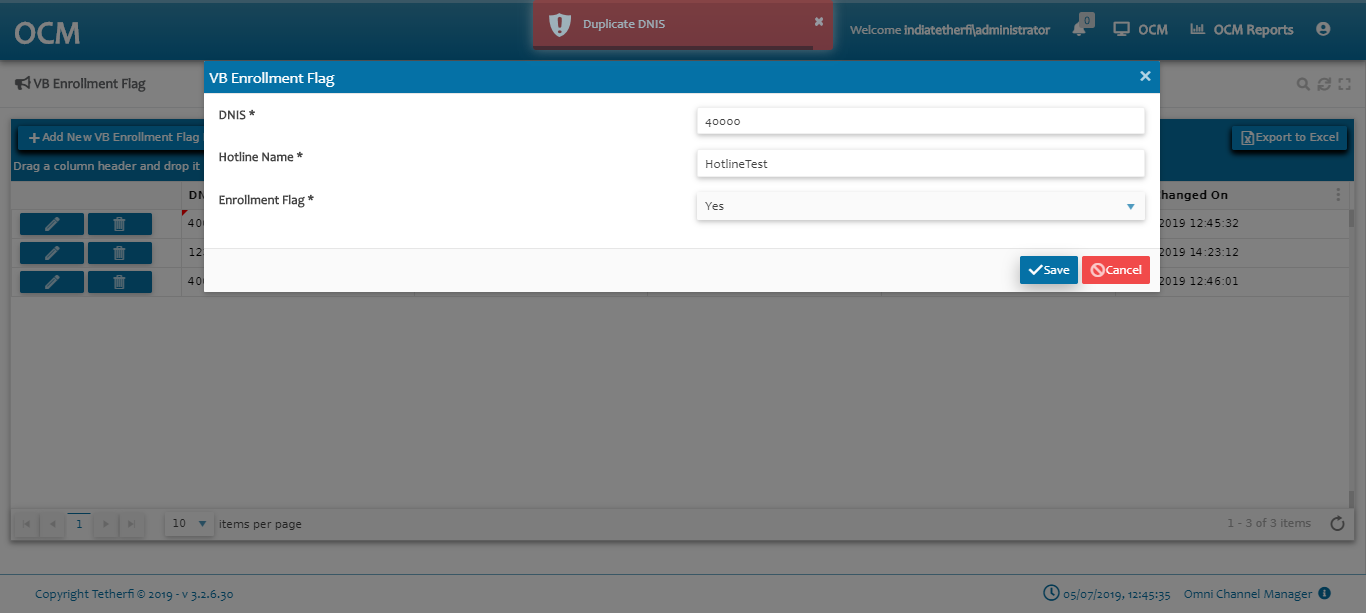 OCM
Duplicate DNIS
Welcome indiatetherfi\administrator
0
OCM
OCM Reports
VB Enrollment Flag
VB Enrollment Flag
DNIS *
40000
Hotline Name *
HotlineTest
Enrollment Flag *
Yes
Save
Cancel
Add New VB Enrollment Flag
Export to Excel
Drag a column header and drop it
hanged On
2019 12:45:32
2019 14:23:12
2019 12:46:01
1
10
items per page
1 - 3 of 3 items
Copyright Tetherfi © 2019 - v 3.2.6.30
05/07/2019, 12:45:35
Omni Channel Manager